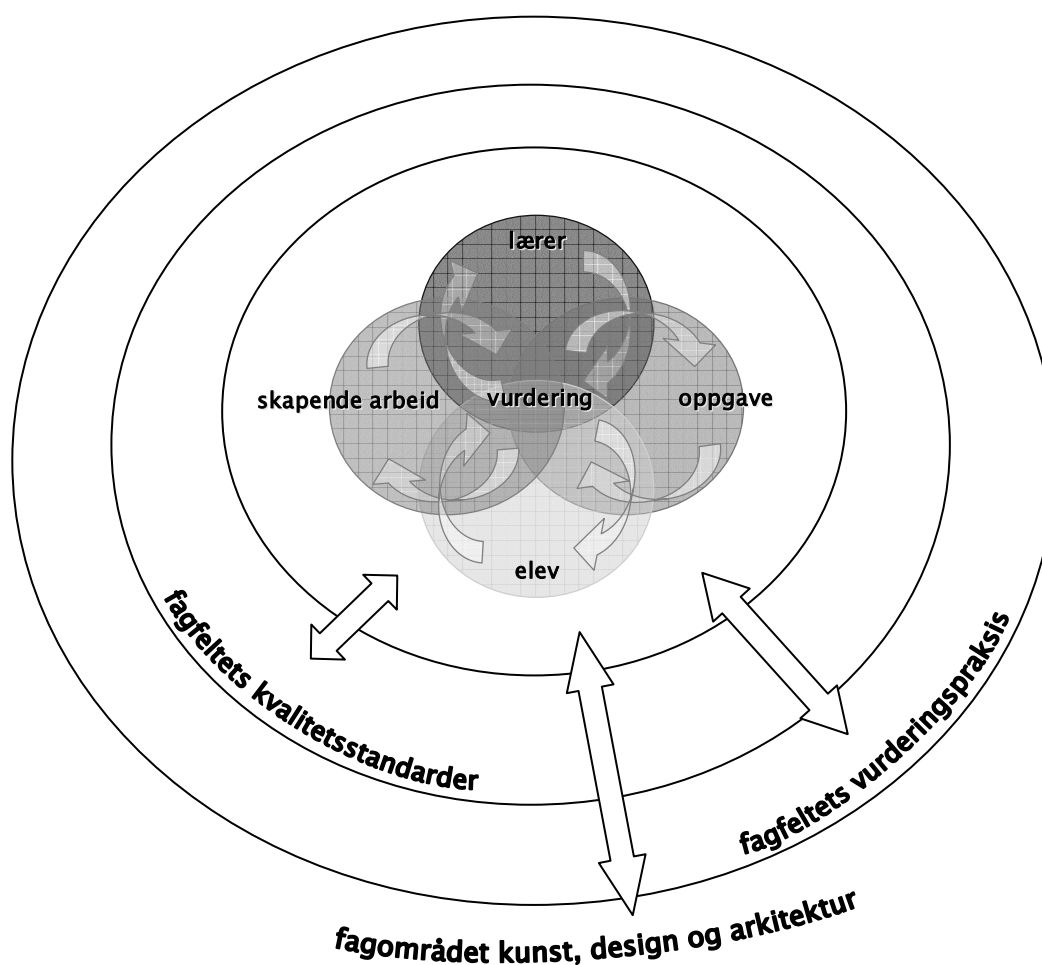 lærer
skapende arbeid
vurdering
oppgave
elev
fagfeltets kvalitetsstandarder
fagfeltets vurderingspraksis
fagområdet kunst, design og arkitektur